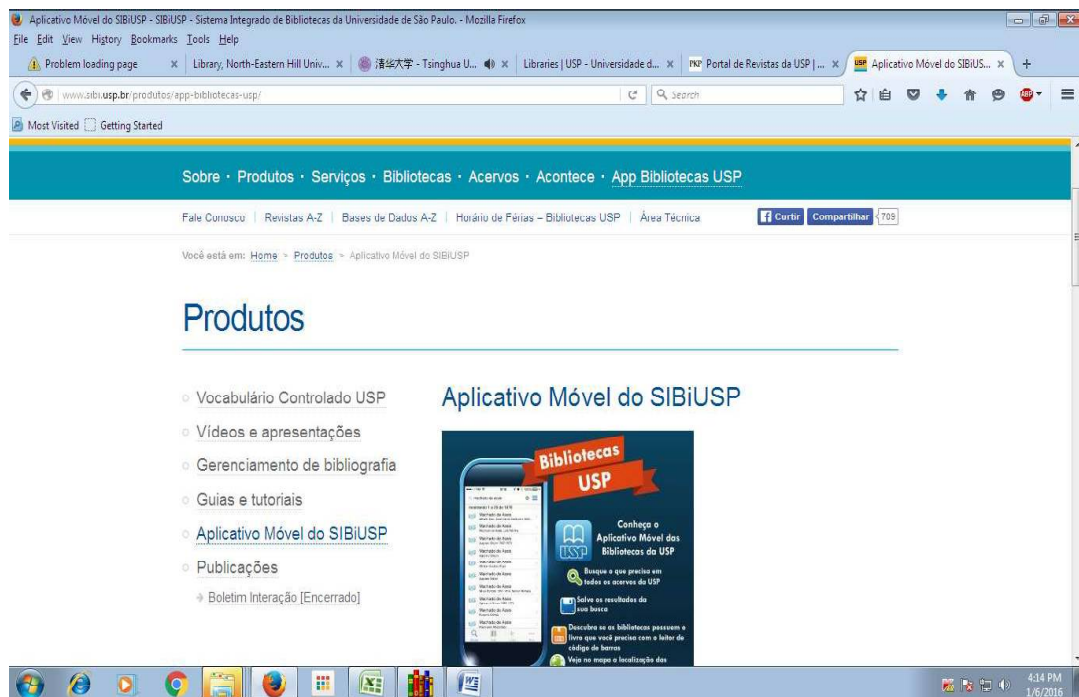 Aplicativo Móvel do SIBiUSP - SIBiUSP - Sistema Integrado de Bibliotecas da Universidade de São Paulo. - Mozilla Firefox
File Edit View History Bookmarks Tools Help
Problem loading page
Library, North-Eastern Hill Univ...
清华大学 - Tsinghua U...
Libraries | USP - Universidade d...
PKP Portal de Revistas da USP | ...
USP Aplicativo Móvel do SIBiUS...
www.sibi.usp.br/produtos/app-bibliotecas-usp/
Search
ABP
Most Visited Getting Started
Sobre · Produtos · Serviços · Bibliotecas · Acervos · Acontece · App Bibliotecas USP
Fale Conosco | Revistas A-Z | Bases de Dados A-Z | Horário de Férias – Bibliotecas USP | Área Técnica
Curtir Compartilhar 709
Você está em: Home > Produtos > Aplicativo Móvel do SIBiUSP
Produtos
Vocabulário Controlado USP
Vídeos e apresentações
Gerenciamento de bibliografia
Guias e tutoriais
Aplicativo Móvel do SIBiUSP
Publicações
Boletim Interação [Encerrado]
Aplicativo Móvel do SIBiUSP
Bibliotecas
USP
Conheça o
Aplicativo Móvel das
Bibliotecas da USP
Busque o que precisa em
todos os acervos da USP
Salve os resultados da
sua busca
Descubra se as bibliotecas possuem o
livro que você precisa com o leitor de
código de barras
Veja no mapa a localização das
4:14 PM
1/6/2016